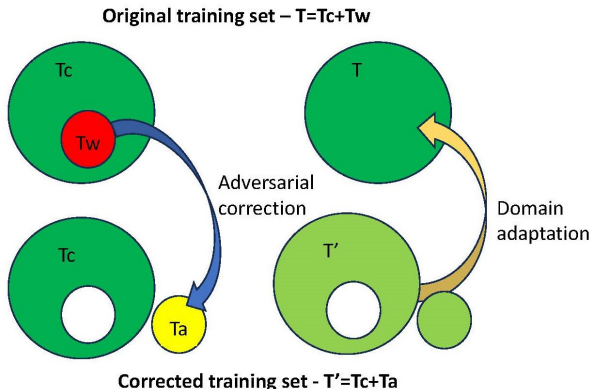 Original training set – T=Tc+Tw
Tc
T
Tw
Adversarial
correction
Domain
adaptation
Tc
T'
Ta
Corrected training set - T'=Tc+Ta